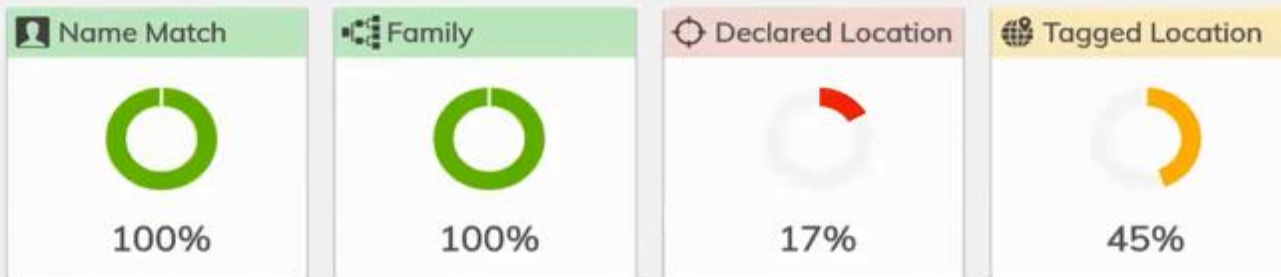 Name Match
Family
Declared Location
Tagged Location
100%
100%
17%
45%